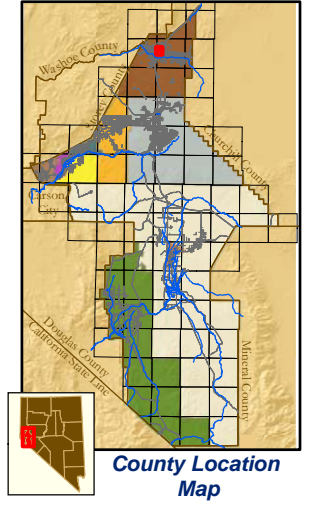 Washoe County
Storey County
Churchill County
Carson
City
Douglas County
California State Line
Mineral County
County Location
Map